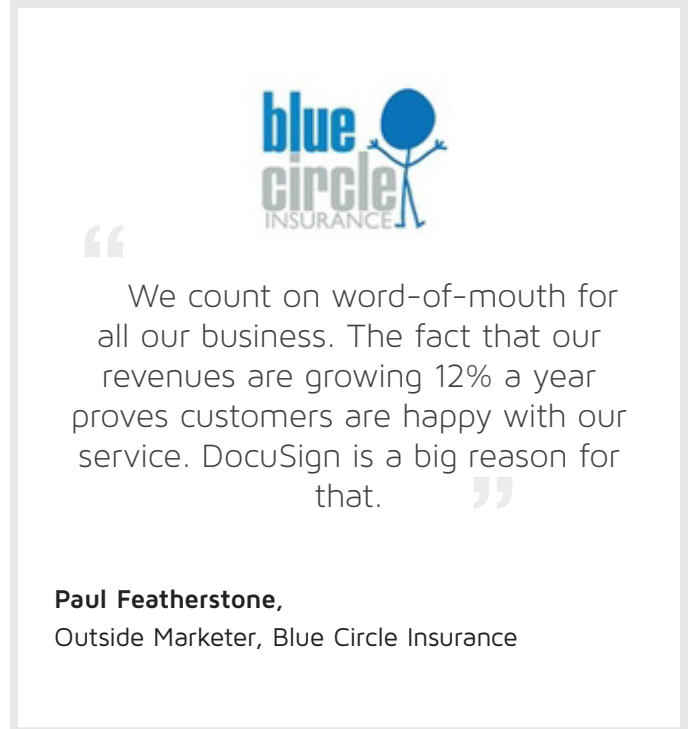 blue
circle
INSURANCE
“
We count on word-of-mouth for
all our business. The fact that our
revenues are growing 12% a year
proves customers are happy with our
service. DocuSign is a big reason for
that. ”
Paul Featherstone,
Outside Marketer, Blue Circle Insurance